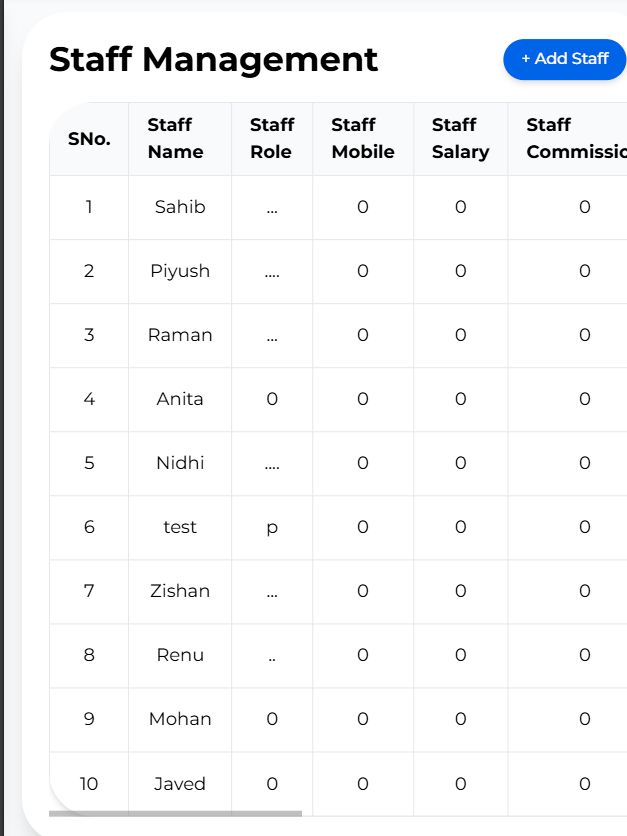 Staff Management
+ Add Staff
SNo. Staff Name Staff Role Staff Mobile Staff Salary Staff Commissio
1 Sahib ... 0 0 0
2 Piyush .... 0 0 0
3 Raman ... 0 0 0
4 Anita 0 0 0 0
5 Nidhi .... 0 0 0
6 test p 0 0 0
7 Zishan ... 0 0 0
8 Renu .. 0 0 0
9 Mohan 0 0 0 0
10 Javed 0 0 0 0